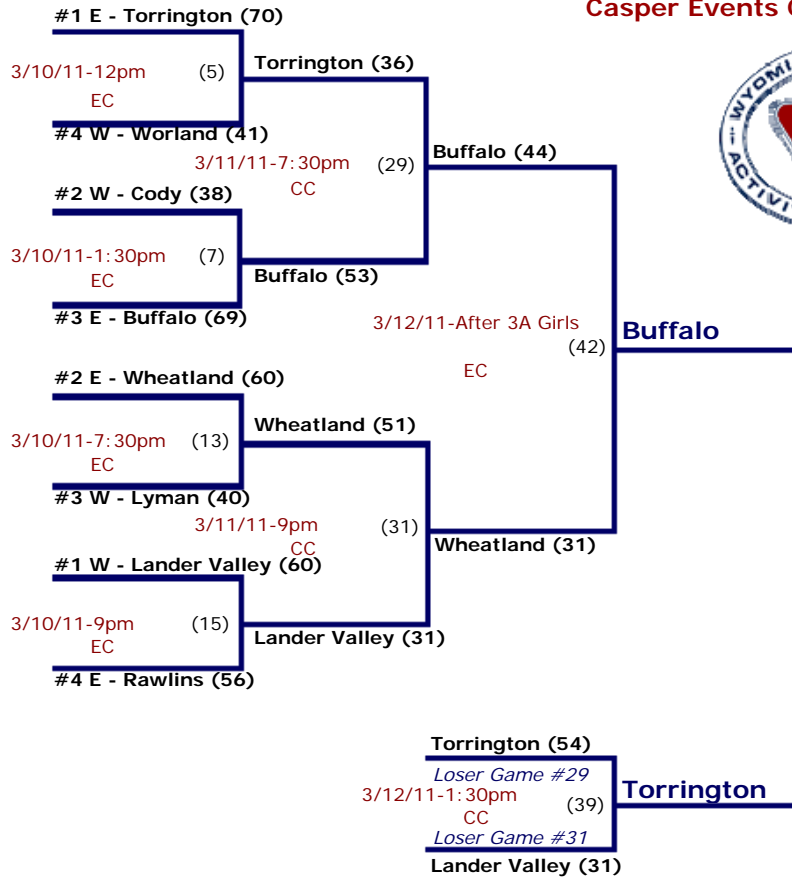 Casper Events
#1 E - Torrington (70)
3/10/11-12pm (5)
EC
#4 W - Worland (41)
Torrington (36)
3/11/11-7:30pm (29)
CC
#2 W - Cody (38)
3/10/11-1:30pm (7)
EC
#3 E - Buffalo (69)
Buffalo (53)
Buffalo (44)
3/12/11-After 3A Girls
(42)
EC
Buffalo
#2 E - Wheatland (60)
3/10/11-7:30pm (13)
EC
#3 W - Lyman (40)
Wheatland (51)
3/11/11-9pm (31)
CC
#1 W - Lander Valley (60)
3/10/11-9pm (15)
EC
#4 E - Rawlins (56)
Lander Valley (31)
Wheatland (31)
Torrington (54)
Loser Game #29
3/12/11-1:30pm (39)
CC
Loser Game #31
Lander Valley (31)
Torrington